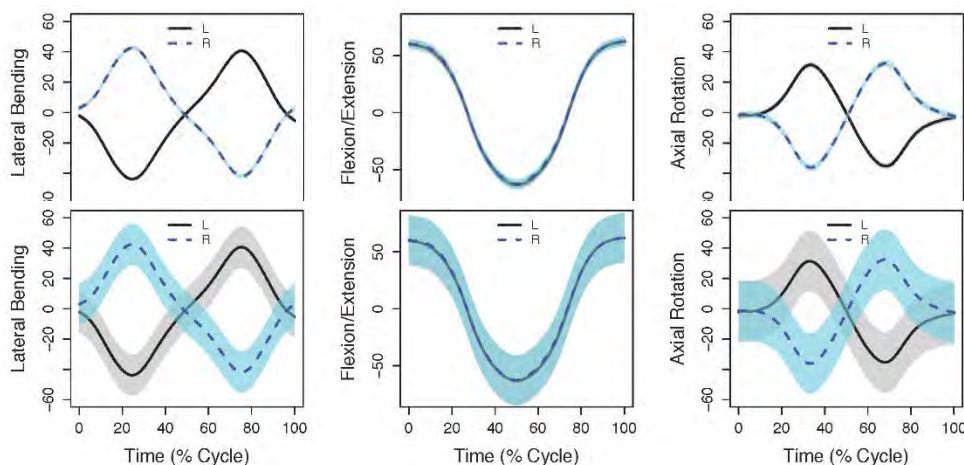 Lateral Bending
60
40
20
0
-20
L
R
Flexion/Extension
50
0
-50
L
R
Axial Rotation
60
40
20
0
-20
L
R
Lateral Bending
60
40
20
0
-20
-60
L
R
0 20 40 60 80 100
Time (% Cycle)
Flexion/Extension
50
0
-50
L
R
0 20 40 60 80 100
Time (% Cycle)
Axial Rotation
60
40
20
0
-20
-60
L
R
0 20 40 60 80 100
Time (% Cycle)